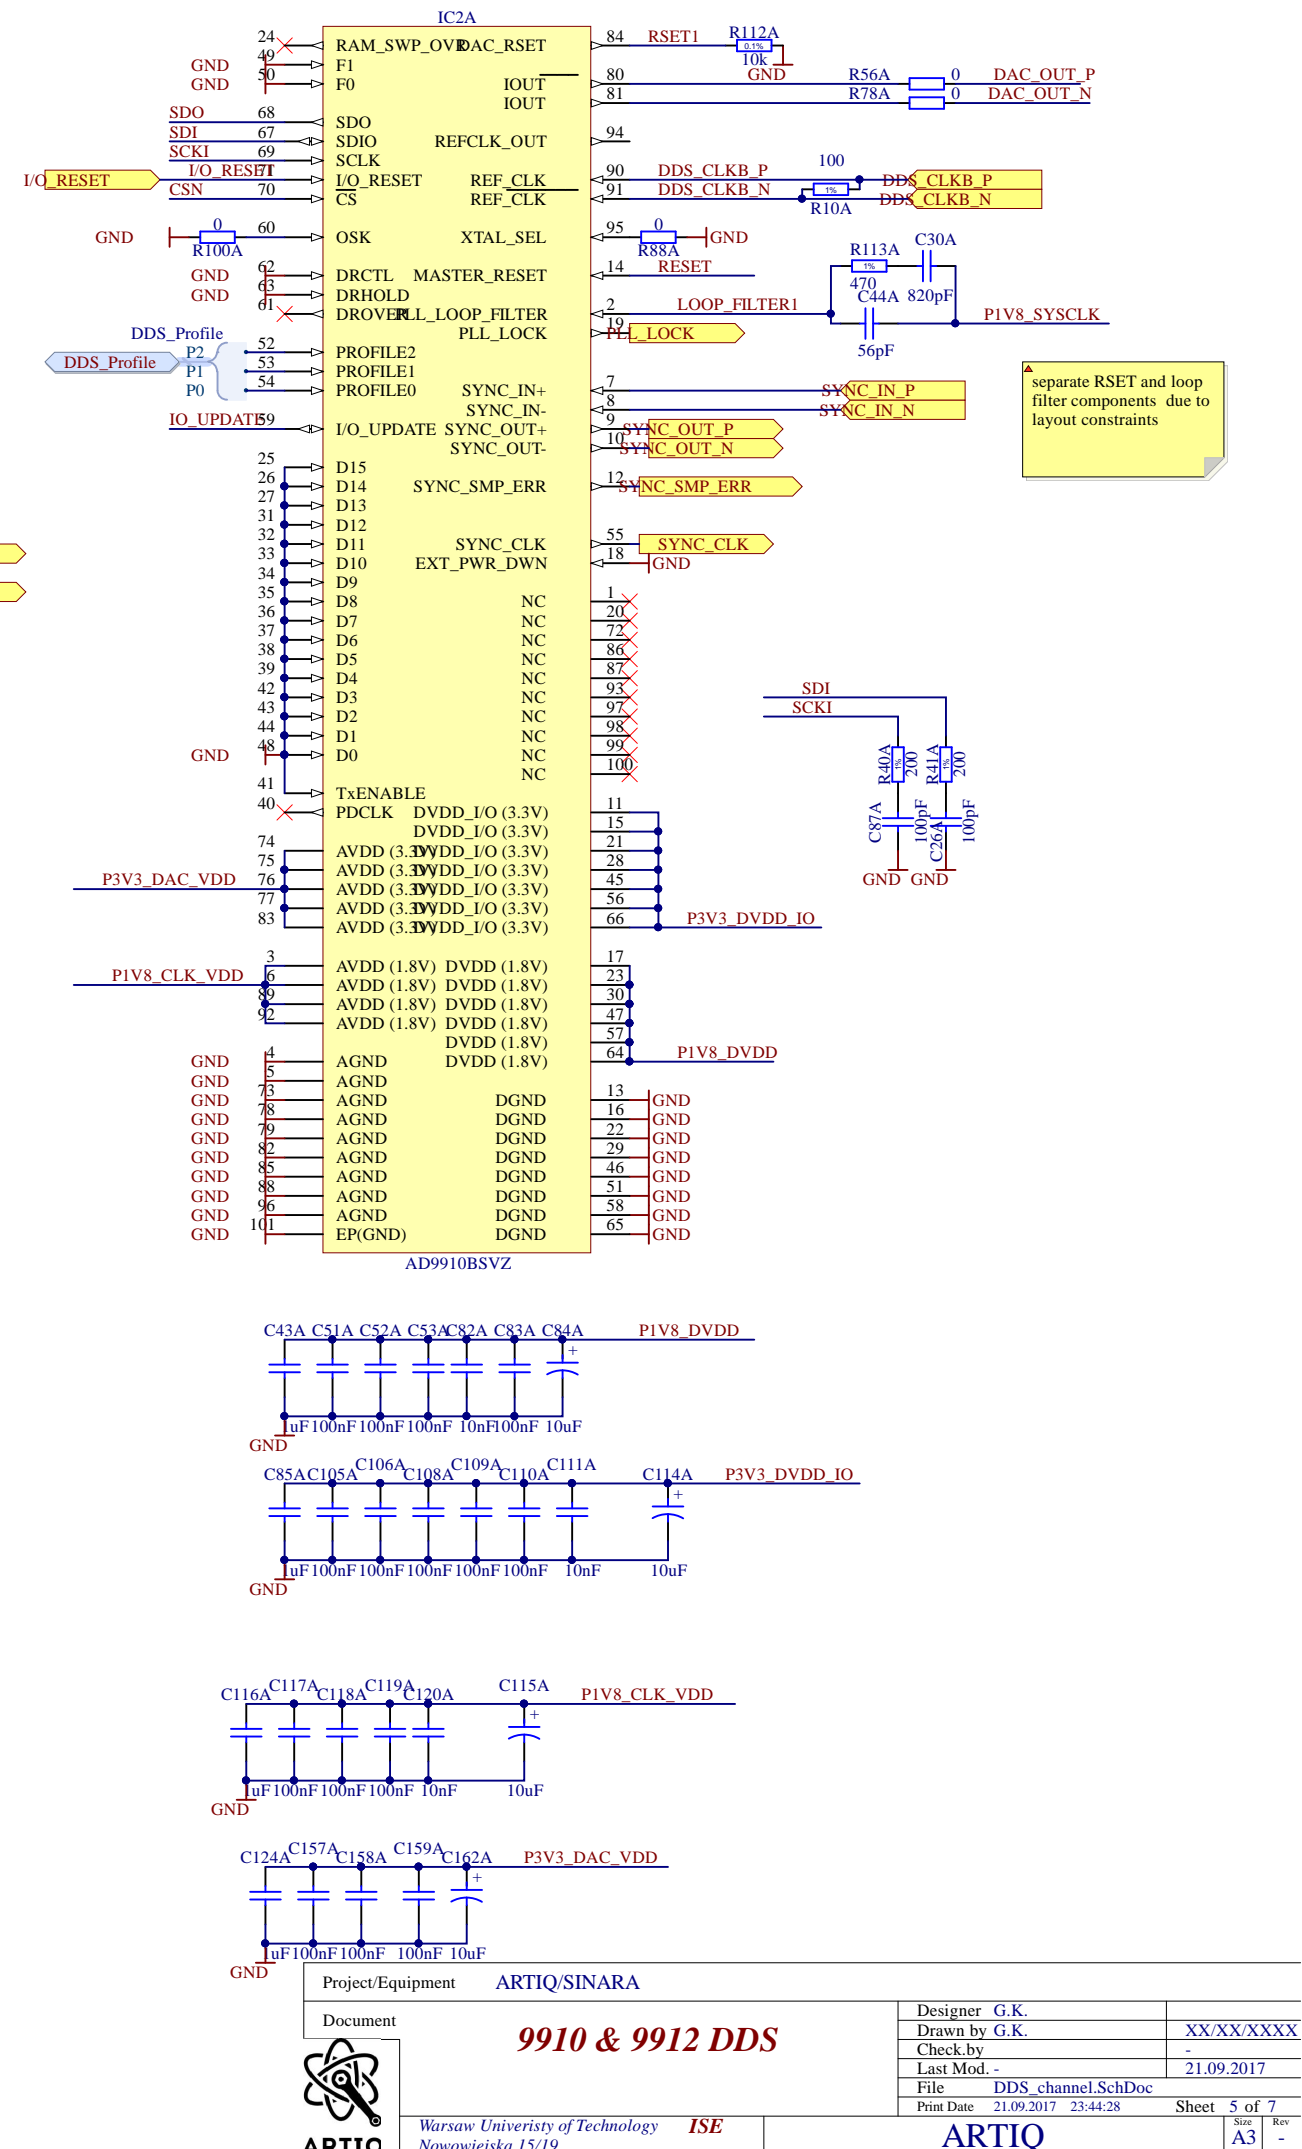 IC2A
24 RAM_SWP_OVR DAC_RSET 84 RSET1 R112A 0.1% 10k GND
GND 49 F1
GND 50 F0 IOUT 80 R56A 0 DAC_OUT_P
IOUT 81 R78A 0 DAC_OUT_N
SDO 68 SDO
SDI 67 SDIO REFCLK_OUT 94
SCKI 69 SCLK
I/O_RESET I/O_RESET 71 I/O_RESET REF_CLK 90 DDS_CLKB_P 100 DDS_CLKB_P
CSN 70 CS REF_CLK 91 DDS_CLKB_N 1% R10A DDS_CLKB_N
GND 0 R100A 60 OSK XTAL_SEL 95 0 R88A GND
GND 62 DRCTL MASTER_RESET 14 RESET
R113A 1% 470 C30A 820pF
GND 63 DRHOLD
61 DROVER PLL_LOOP_FILTER 2 LOOP_FILTER1 C44A 56pF P1V8_SYSCLK
PLL_LOCK 19 PLL_LOCK
DDS_Profile
DDS_Profile
P2 52 PROFILE2
P1 53 PROFILE1
P0 54 PROFILE0 SYNC_IN+ 7 SYNC_IN_P
SYNC_IN- 8 SYNC_IN_N
IO_UPDATE 59 I/O_UPDATE SYNC_OUT+ 9 SYNC_OUT_P
SYNC_OUT- 10 SYNC_OUT_N
separate RSET and loop
filter components due to
layout constraints
25 D15
26 D14 SYNC_SMP_ERR 12 SYNC_SMP_ERR
27 D13
31 D12
32 D11 SYNC_CLK 55 SYNC_CLK
33 D10 EXT_PWR_DWN 18 GND
34 D9
35 D8 NC 1
36 D7 NC 20
37 D6 NC 72
38 D5 NC 86
39 D4 NC 87
42 D3 NC 93
43 D2 NC 97
44 D1 NC 98
GND 48 D0 NC 99
NC 100
41 TxENABLE
40 PDCLK DVDD_I/O (3.3V) 11
DVDD_I/O (3.3V) 15
74 AVDD (3.3V) DVDD_I/O (3.3V) 21
75 AVDD (3.3V) DVDD_I/O (3.3V) 28
P3V3_DAC_VDD 76 AVDD (3.3V) DVDD_I/O (3.3V) 45
77 AVDD (3.3V) DVDD_I/O (3.3V) 56
83 AVDD (3.3V) DVDD_I/O (3.3V) 66 P3V3_DVDD_IO
SDI
SCKI
R40A 1% 200 R41A 1% 200
C87A 100pF C26A 100pF
GND GND
3 AVDD (1.8V) DVDD (1.8V) 17
P1V8_CLK_VDD 6 AVDD (1.8V) DVDD (1.8V) 23
89 AVDD (1.8V) DVDD (1.8V) 30
92 AVDD (1.8V) DVDD (1.8V) 47
DVDD (1.8V) 57
GND 4 AGND DVDD (1.8V) 64 P1V8_DVDD
GND 5 AGND
GND 73 AGND DGND 13 GND
GND 78 AGND DGND 16 GND
GND 79 AGND DGND 22 GND
GND 82 AGND DGND 29 GND
GND 85 AGND DGND 46 GND
GND 88 AGND DGND 51 GND
GND 96 AGND DGND 58 GND
GND 101 EP(GND) DGND 65 GND
AD9910BSVZ
C43A C51A C52A C53A C82A C83A C84A P1V8_DVDD
+
1uF 100nF 100nF 100nF 10nF 100nF 10uF
GND
C85A C105A C106A C108A C109A C110A C111A C114A P3V3_DVDD_IO
+
1uF 100nF 100nF 100nF 100nF 100nF 10nF 10uF
GND
C116A C117A C118A C119A C120A C115A P1V8_CLK_VDD
+
1uF 100nF 100nF 100nF 10nF 10uF
GND
C124A C157A C158A C159A C162A P3V3_DAC_VDD
+
1uF 100nF 100nF 100nF 10uF
GND
Project/Equipment ARTIQ/SINARA
Document
9910 & 9912 DDS
Designer G.K.
Drawn by G.K. XX/XX/XXXX
Check.by -
Last Mod. - 21.09.2017
File DDS_channel.SchDoc
Print Date 21.09.2017 23:44:28 Sheet 5 of 7
ARTIQ
Warsaw Univeristy of Technology ISE
Nowowiejska 15/19
ARTIQ
Size A3 Rev -